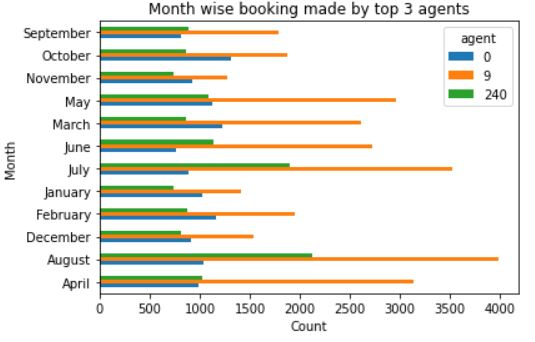 Month wise booking made by top 3 agents
Month
September
October
November
May
March
June
July
January
February
December
August
April
agent
0
9
240
0 500 1000 1500 2000 2500 3000 3500 4000
Count